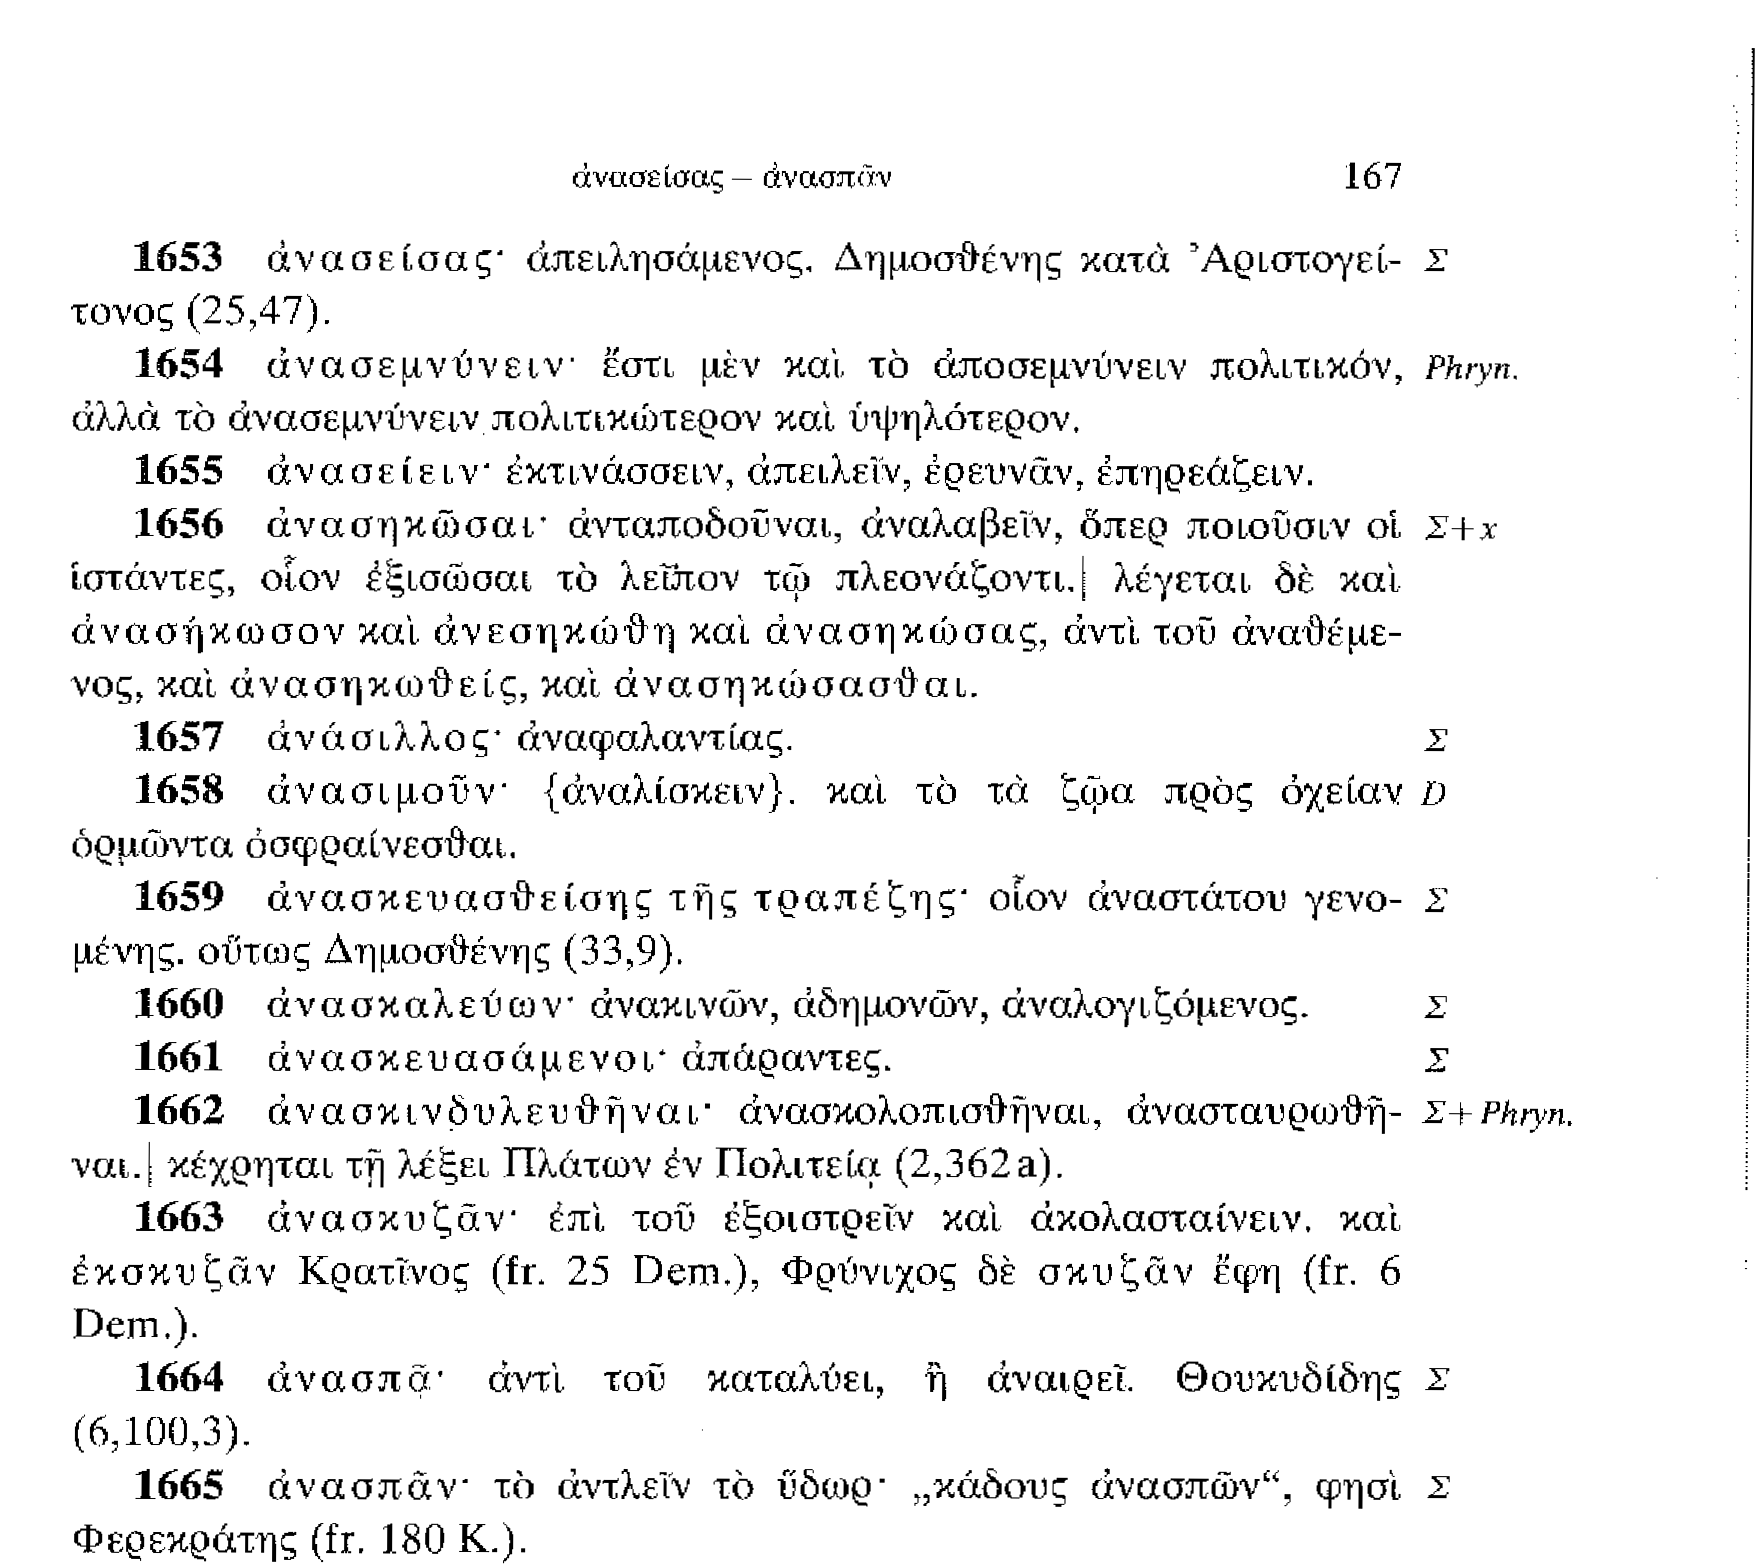 ἀνασείσας – ἀνασπᾶν 167
1653 ἀνασείσας· ἀπειλησάμενος. Δημοσθένης κατὰ Ἀριστογεί- Σ
τονος (25,47).
1654 ἀνασεμνύνειν· ἔστι μὲν καὶ τὸ ἀποσεμνύνειν πολιτικόν, Phryn.
ἀλλὰ τὸ ἀνασεμνύνειν πολιτικώτερον καὶ ὑψηλότερον.
1655 ἀνασείειν· ἐκτινάσσειν, ἀπειλεῖν, ἐρευνᾶν, ἐπηρεάζειν.
1656 ἀνασηκῶσαι· ἀνταποδοῦναι, ἀναλαβεῖν, ὅπερ ποιοῦσιν οἱ Σ+x
ἱστάντες, οἷον ἐξισῶσαι τὸ λεῖπον τῷ πλεονάζοντι.| λέγεται δὲ καὶ
ἀνασήκωσον καὶ ἀνεσηκώθη καὶ ἀνασηκώσας, ἀντὶ τοῦ ἀναθέμε-
νος, καὶ ἀνασηκωθείς, καὶ ἀνασηκώσασθαι.
1657 ἀνάσιλλος· ἀναφαλαντίας. Σ
1658 ἀνασιμοῦν· {ἀναλίσκειν}. καὶ τὸ τὰ ζῷα πρὸς ὀχείαν D
ὁρμῶντα ὀσφραίνεσθαι.
1659 ἀνασκευασθείσης τῆς τραπέζης· οἷον ἀναστάτου γενο- Σ
μένης. οὕτως Δημοσθένης (33,9).
1660 ἀνασκαλεύων· ἀνακινῶν, ἀδημονῶν, ἀναλογιζόμενος. Σ
1661 ἀνασκευασάμενοι· ἀπάραντες. Σ
1662 ἀνασκινδυλευθῆναι· ἀνασκολοπισθῆναι, ἀνασταυρωθῆ- Σ+Phryn.
ναι.| κέχρηται τῇ λέξει Πλάτων ἐν Πολιτείᾳ (2,362a).
1663 ἀνασκυζᾶν· ἐπὶ τοῦ ἐξοιστρεῖν καὶ ἀκολασταίνειν. καὶ
ἐκσκυζᾶν Κρατῖνος (fr. 25 Dem.), Φρύνιχος δὲ σκυζᾶν ἔφη (fr. 6
Dem.).
1664 ἀνασπᾷ· ἀντὶ τοῦ καταλύει, ἢ ἀναιρεῖ. Θουκυδίδης Σ
(6,100,3).
1665 ἀνασπᾶν· τὸ ἀντλεῖν τὸ ὕδωρ· „κάδους ἀνασπῶν“, φησὶ Σ
Φερεκράτης (fr. 180 K.).